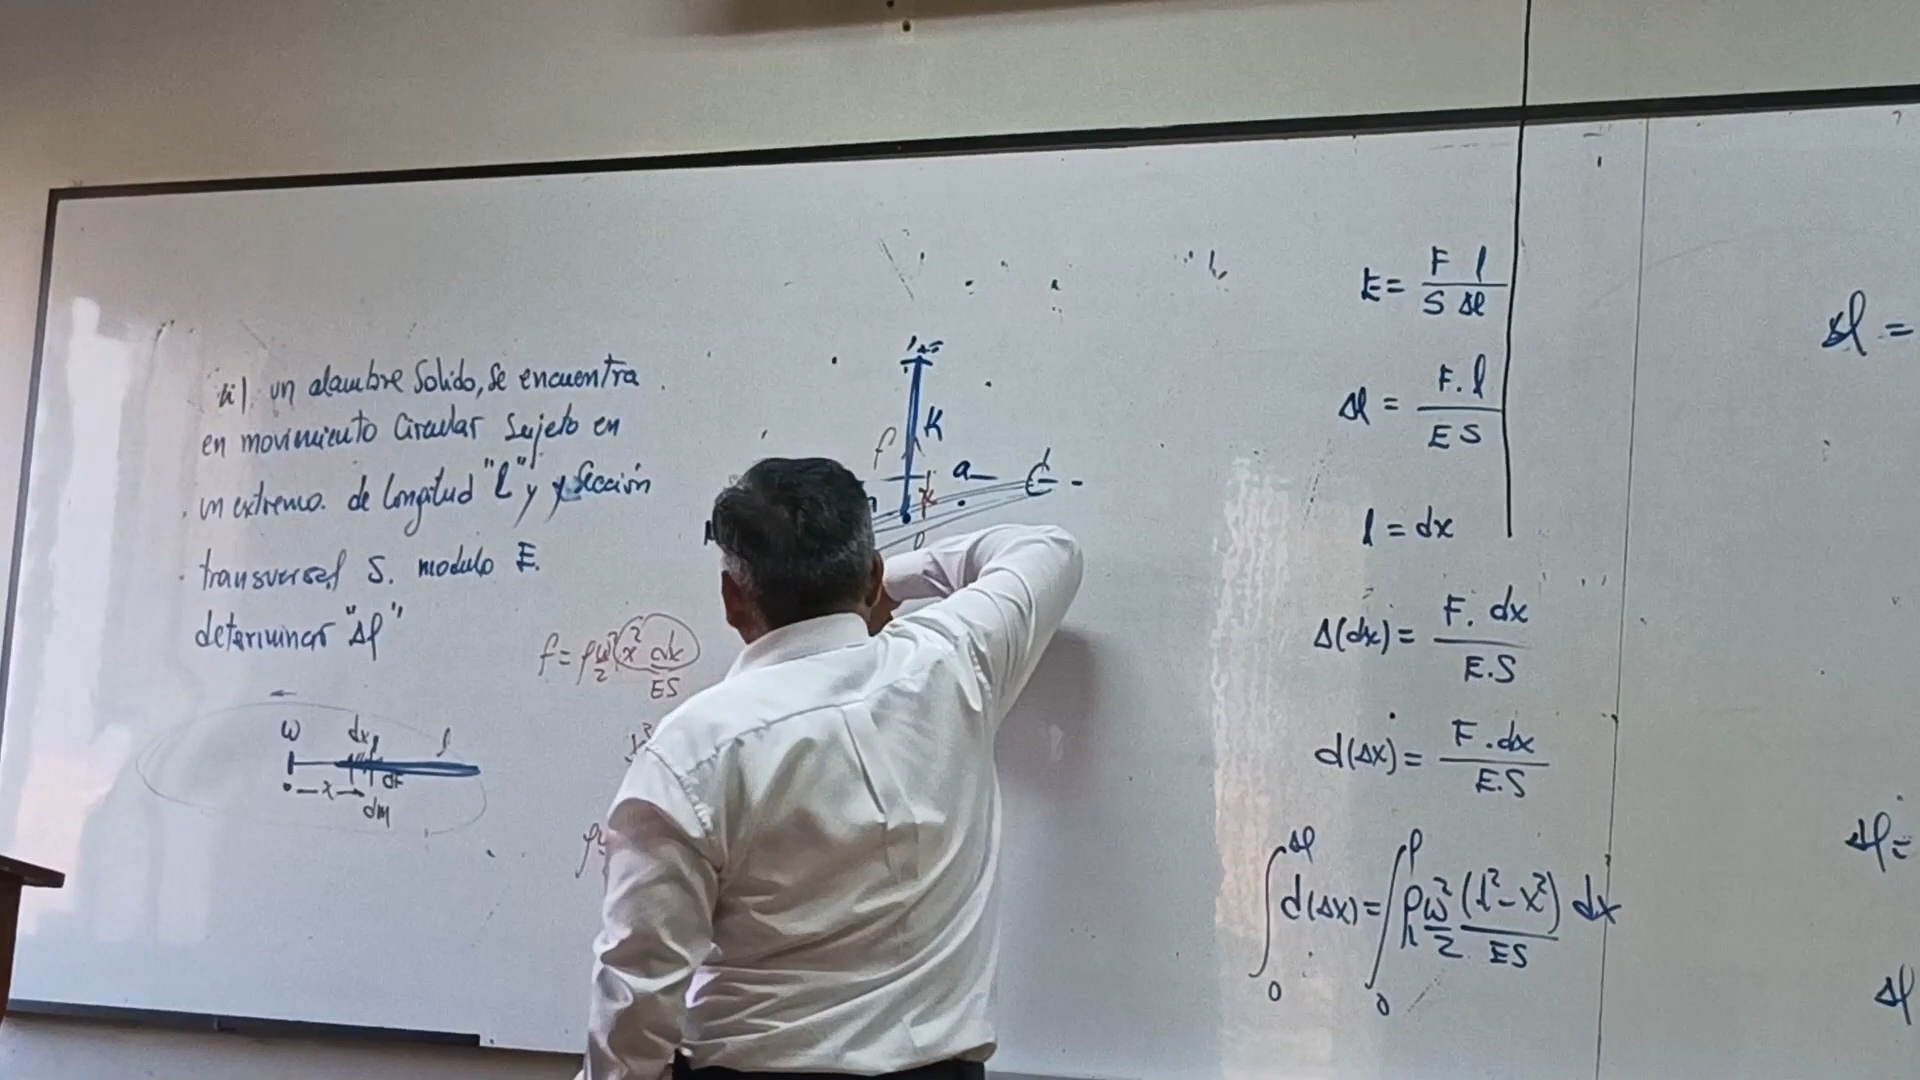 un alambre Solido, se encuentra
en movimiento Circular sujeto en
un extremo. de longitud "l" y sección
transversal S. modulo E.
determinar "Δl"
ω dx l
x dF
dm
f = ρ ω²/2 x² dx/ES
K
f
a
x
E = F l / S Δl
Δl = F. l / E S
l = dx
Δ(dx) = F. dx / E.S
d(Δx) = F. dx / E.S
∫₀^Δl d(Δx) = ∫₀^l ρ ω²/2 (l² - x²)/ES dx
Δl =
Δl =
Δl